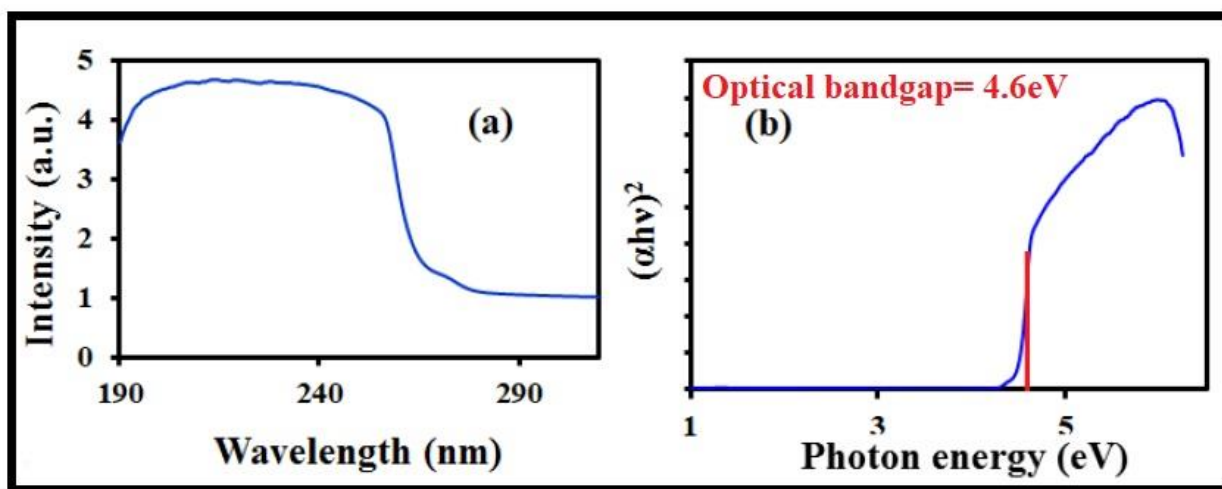 5
4
3
2
1
0
190
240
290
Intensity (a.u.)
Wavelength (nm)
(a)
Optical bandgap= 4.6eV
(b)
(αhν)²
1
3
5
Photon energy (eV)